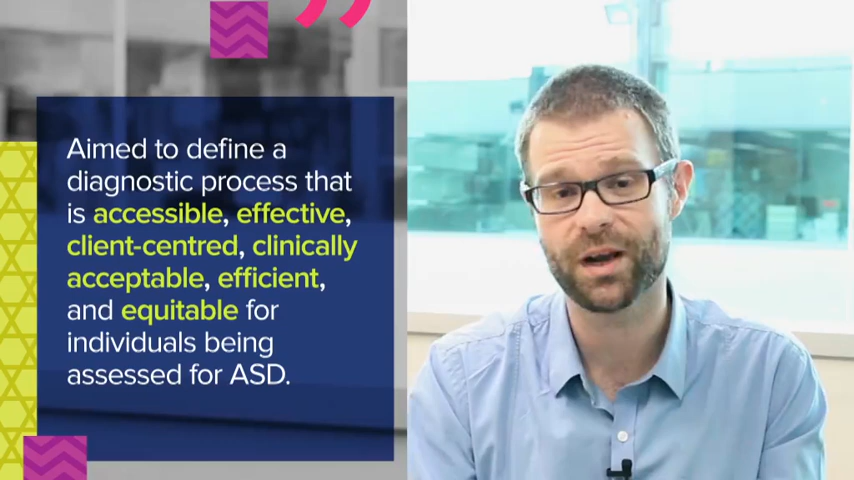 Aimed to define a
diagnostic process that
is accessible, effective,
client-centred, clinically
acceptable, efficient,
and equitable for
individuals being
assessed for ASD.